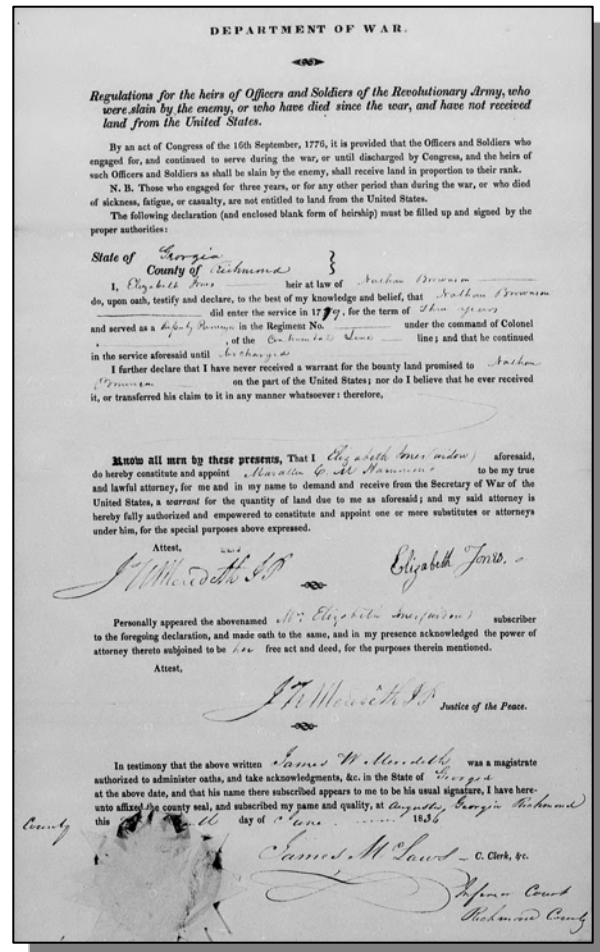 DEPARTMENT OF WAR.
Regulations for the heirs of Officers and Soldiers of the Revolutionary Army, who
were slain by the enemy, or who have died since the war, and have not received
land from the United States.
By an act of Congress of the 16th September, 1776, it is provided that the Officers and Soldiers who
engaged for, and continued to serve during the war, or until discharged by Congress, and the heirs of
such Officers and Soldiers as shall be slain by the enemy, shall receive land in proportion to their rank.
N. B. Those who engaged for three years, or for any other period than during the war, or who died
of sickness, fatigue, or casualty, are not entitled to land from the United States.
The following declaration (and enclosed blank form of heirship) must be filled up and signed by the
proper authorities:
State of Georgia
County of Richmond
I, Elizabeth Jones heir at law of Nathan Brownson
do, upon oath, testify and declare, to the best of my knowledge and belief, that Nathan Brownson
did enter the service in 1779, for the term of Three years
and served as a Deputy in the Regiment No. under the command of Colonel
, of the Continental Line line; and that he continued
in the service aforesaid until discharged
I further declare that I have never received a warrant for the bounty land promised to Nathan
Brownson on the part of the United States; nor do I believe that he ever received
it, or transferred his claim to it in any manner whatsoever: therefore,
Know all men by these presents, That I Elizabeth Jones (widow) aforesaid,
do hereby constitute and appoint to be my true
and lawful attorney, for me and in my name to demand and receive from the Secretary of War of the
United States, a warrant for the quantity of land due to me as aforesaid; and my said attorney is
hereby fully authorized and empowered to constitute and appoint one or more substitutes or attorneys
under him, for the special purposes above expressed.
Attest,
J W Meredith J P Elizabeth Jones.
Personally appeared the abovenamed Mrs Elizabeth Jones (widow) subscriber
to the foregoing declaration, and made oath to the same, and in my presence acknowledged the power of
attorney thereto subjoined to be her free act and deed, for the purposes therein mentioned.
Attest,
J W Meredith J P Justice of the Peace.
In testimony that the above written James W Meredith was a magistrate
authorized to administer oaths, and take acknowledgments, &c. in the State of Georgia
at the above date, and that his name there subscribed appears to me to be his usual signature, I have here-
unto affixed the county seal, and subscribed my name and quality, at Augusta, Georgia Richmond
County this day of June 1836
James McLaws C. Clerk, &c.
Inferior Court
Richmond County